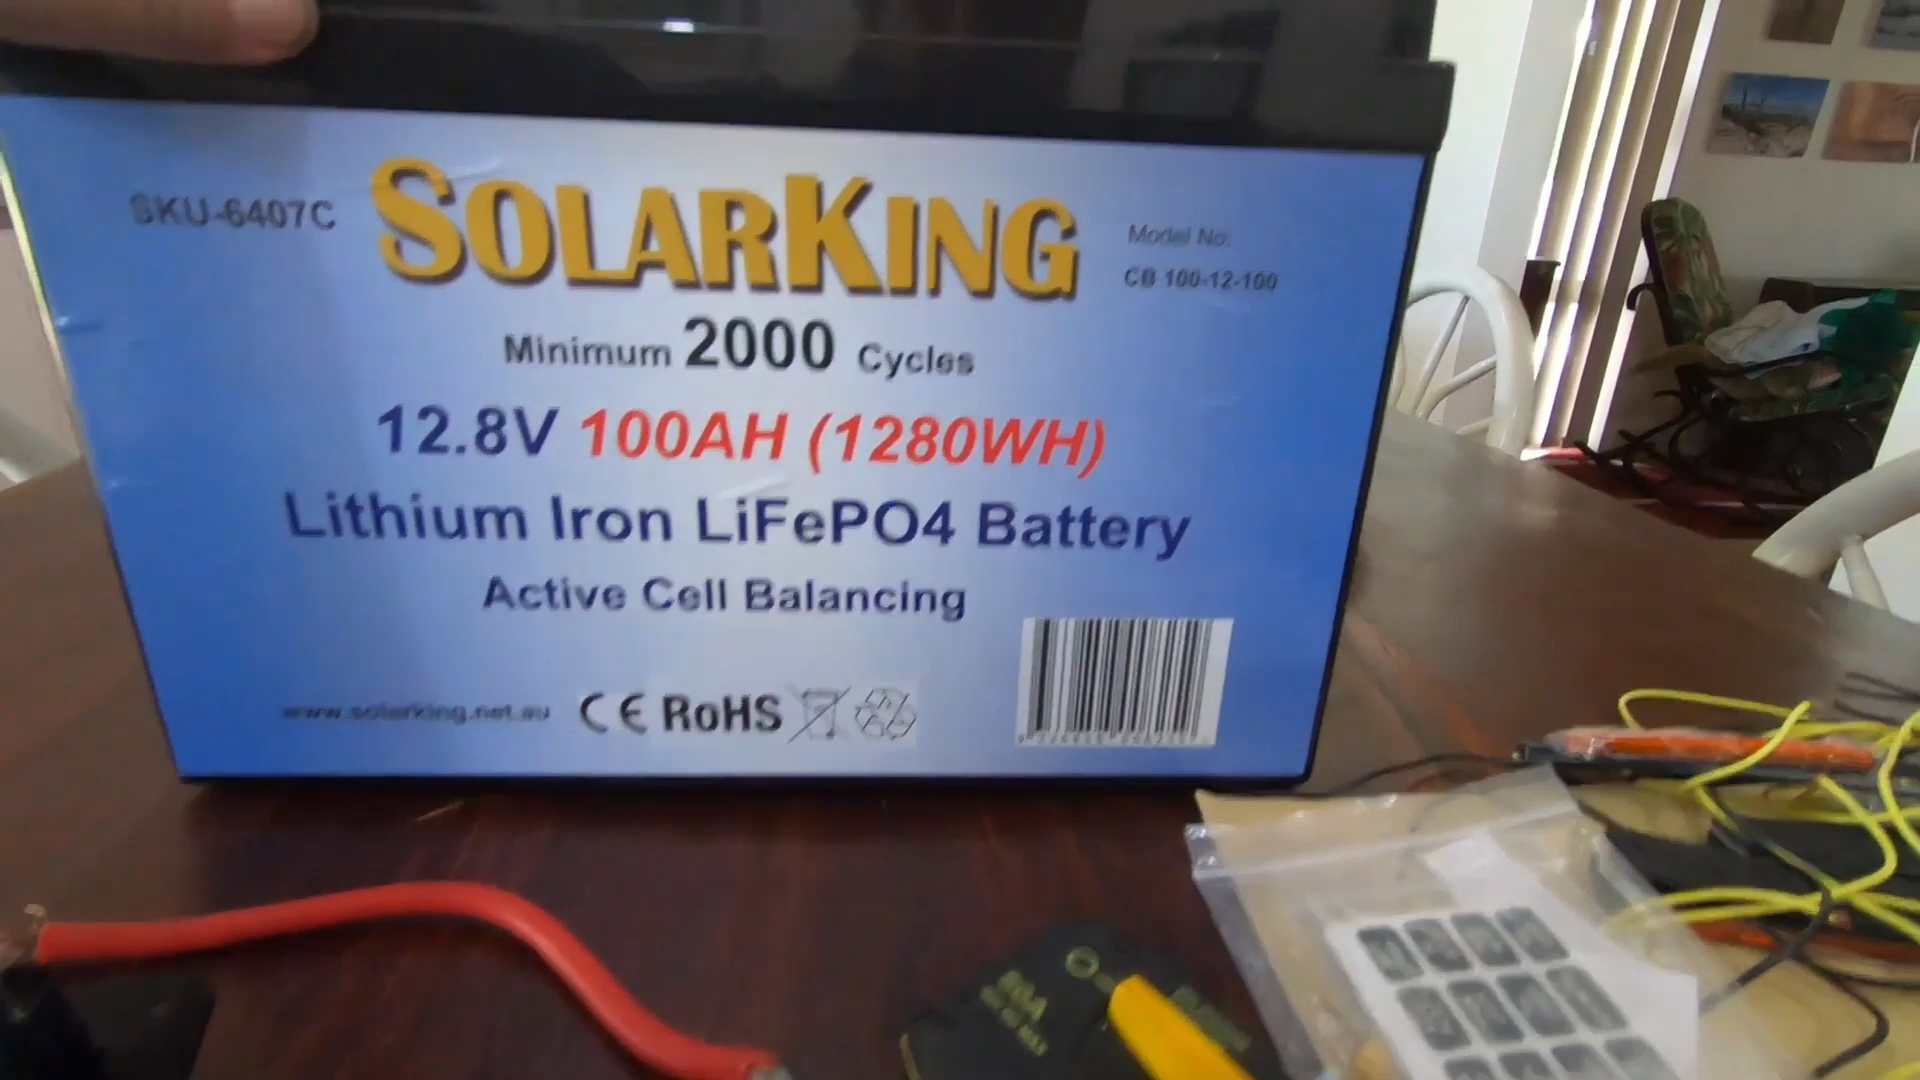 SKU-6407C
SOLARKING
Model No.
CB 100-12-100
Minimum 2000 Cycles
12.8V 100AH (1280WH)
Lithium Iron LiFePO4 Battery
Active Cell Balancing
www.solarking.net.au
CE RoHS